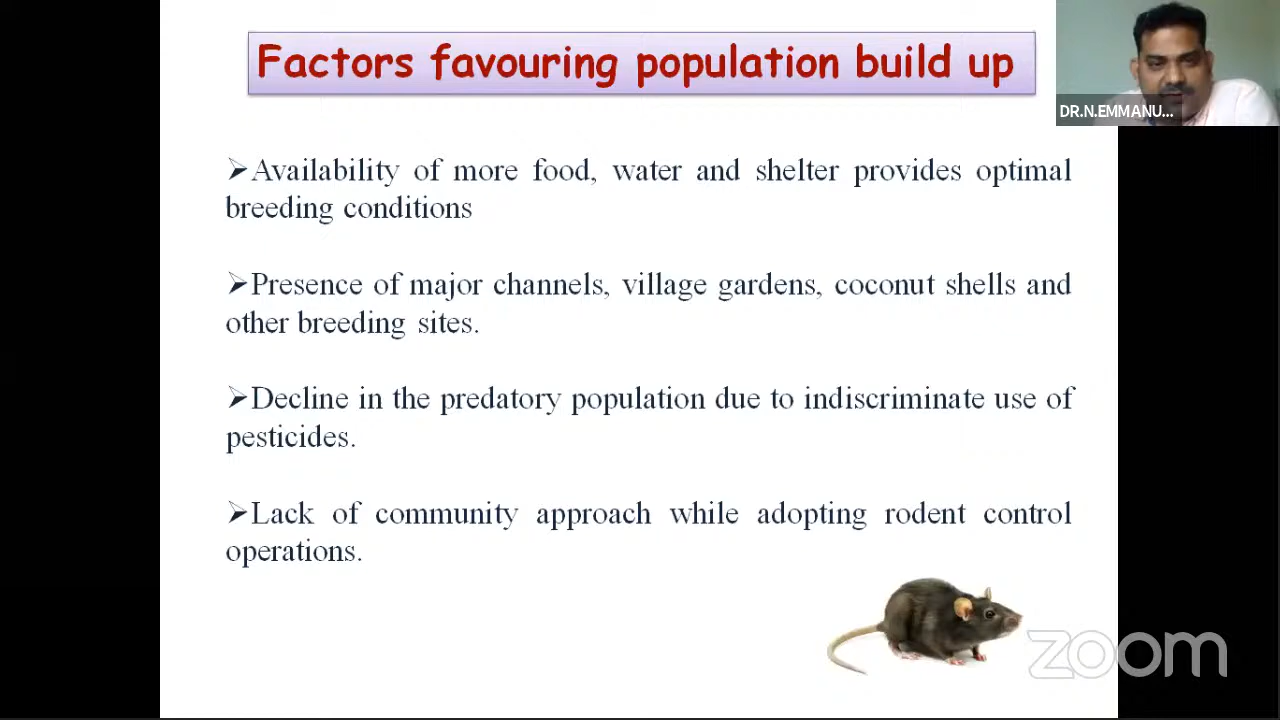 Factors favouring population build up
DR.N.EMMANU...
➢Availability of more food, water and shelter provides optimal
breeding conditions
➢Presence of major channels, village gardens, coconut shells and
other breeding sites.
➢Decline in the predatory population due to indiscriminate use of
pesticides.
➢Lack of community approach while adopting rodent control
operations.
zoom